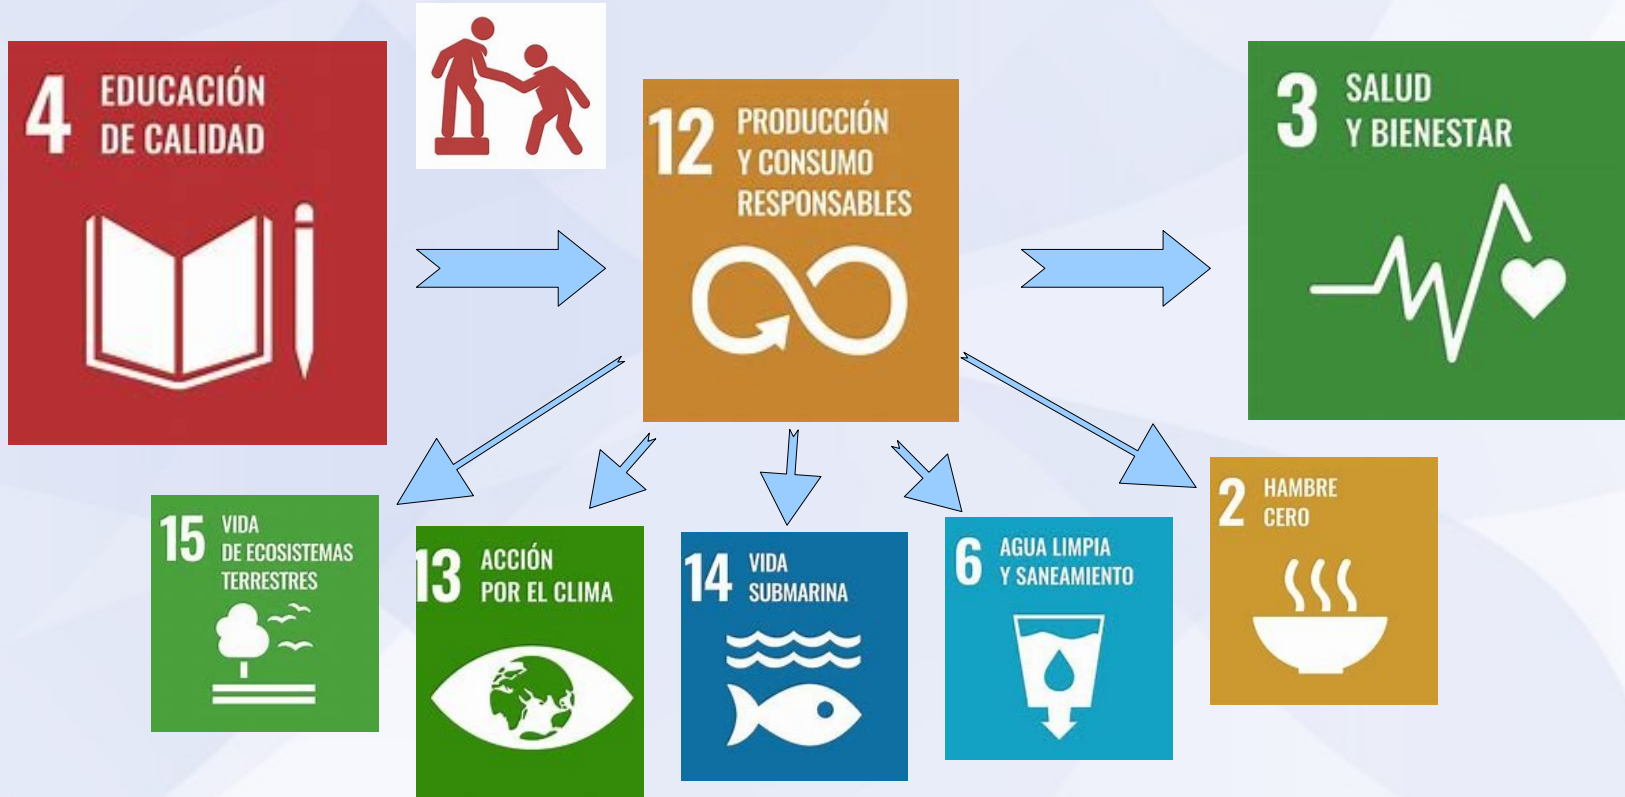 4 EDUCACIÓN
DE CALIDAD
12 PRODUCCIÓN
Y CONSUMO
RESPONSABLES
3 SALUD
Y BIENESTAR
15 VIDA
DE ECOSISTEMAS
TERRESTRES
13 ACCIÓN
POR EL CLIMA
14 VIDA
SUBMARINA
6 AGUA LIMPIA
Y SANEAMIENTO
2 HAMBRE
CERO